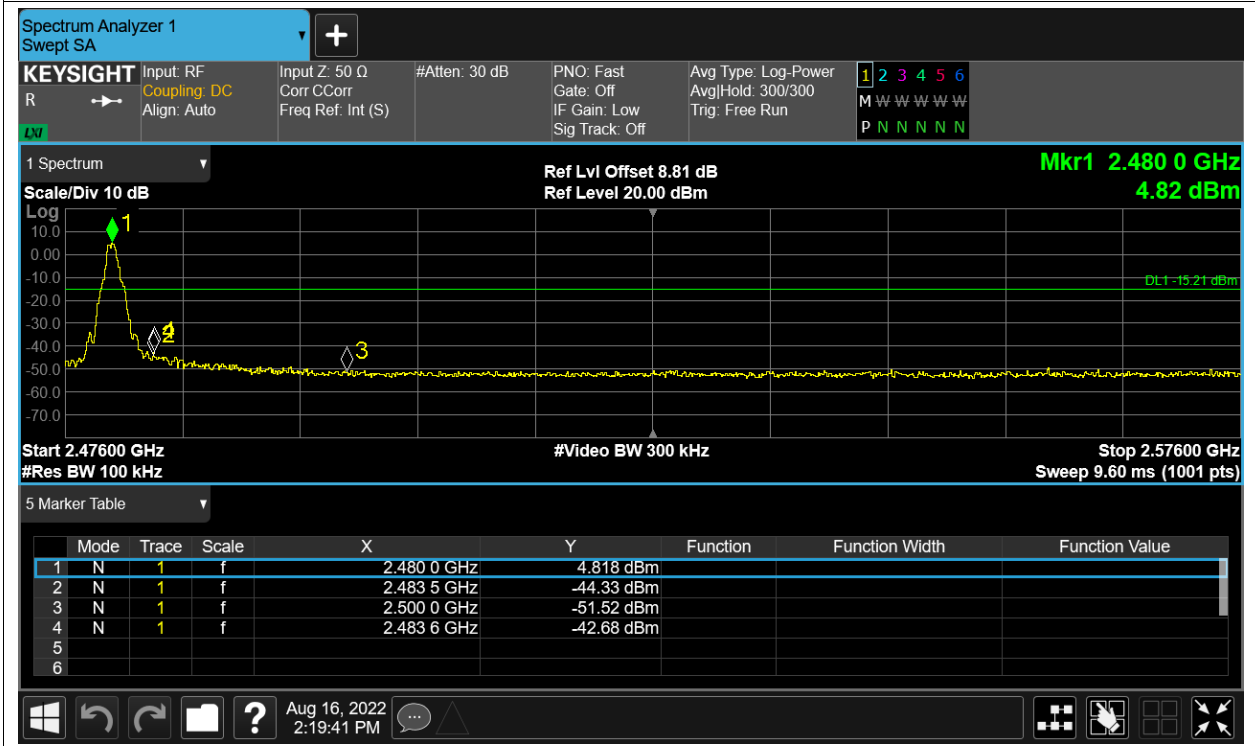 Spectrum Analyzer 1
Swept SA
KEYSIGHT
R
LXI
Input: RF
Coupling: DC
Align: Auto
Input Z: 50 Ω
Corr CCorr
Freq Ref: Int (S)
#Atten: 30 dB
PNO: Fast
Gate: Off
IF Gain: Low
Sig Track: Off
Avg Type: Log-Power
Avg|Hold: 300/300
Trig: Free Run
1 2 3 4 5 6
M W W W W W
P N N N N N
1 Spectrum
Scale/Div 10 dB
Ref Lvl Offset 8.81 dB
Ref Level 20.00 dBm
Mkr1 2.480 0 GHz
4.82 dBm
Log
10.0
0.00
-10.0
-20.0
-30.0
-40.0
-50.0
-60.0
-70.0
1
2
3
DL1 -15.21 dBm
Start 2.47600 GHz
#Res BW 100 kHz
#Video BW 300 kHz
Stop 2.57600 GHz
Sweep 9.60 ms (1001 pts)
5 Marker Table
Mode Trace Scale X Y Function Function Width Function Value
1 N 1 f 2.480 0 GHz 4.818 dBm
2 N 1 f 2.483 5 GHz -44.33 dBm
3 N 1 f 2.500 0 GHz -51.52 dBm
4 N 1 f 2.483 6 GHz -42.68 dBm
5
6
?
Aug 16, 2022
2:19:41 PM